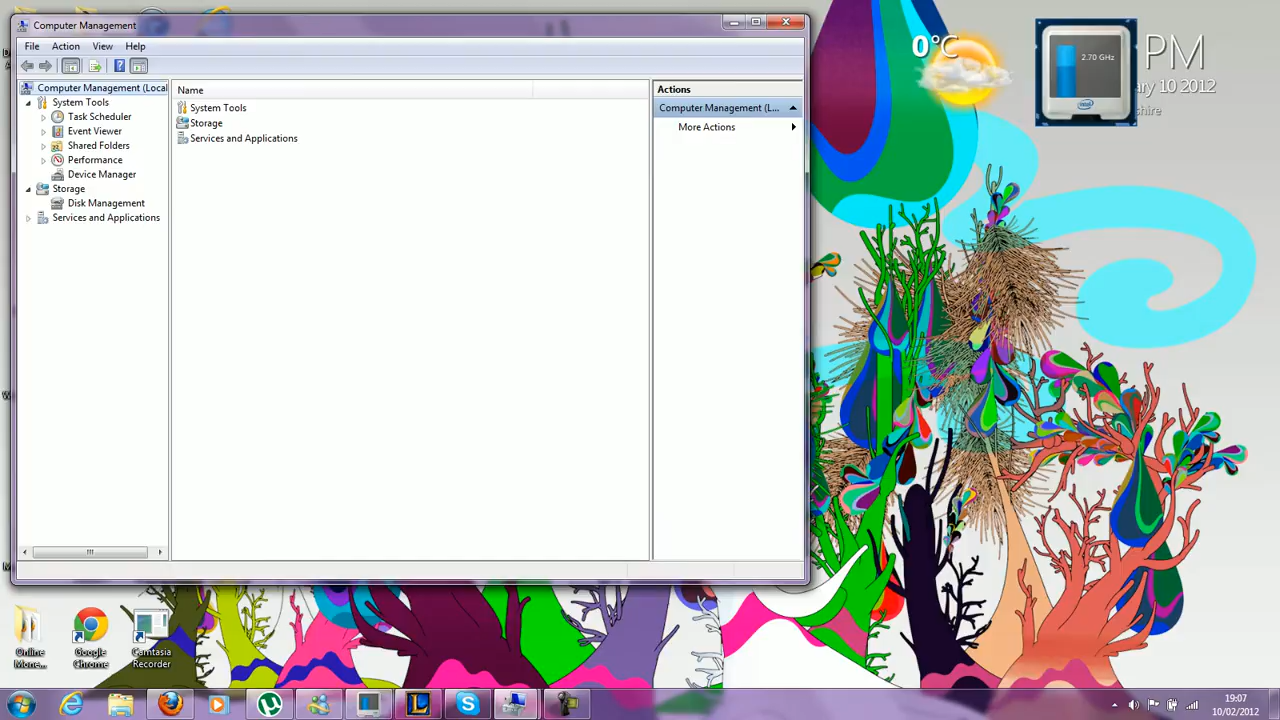 Computer Management
File Action View Help
Computer Management (Local
System Tools
Task Scheduler
Event Viewer
Shared Folders
Performance
Device Manager
Storage
Disk Management
Services and Applications
Name
System Tools
Storage
Services and Applications
Actions
Computer Management (L...
More Actions
0°C
2.70 GHz
intel
PM
ary 10 2012
shire
Online Mone...
Google Chrome
Camtasia Recorder
19:07
10/02/2012